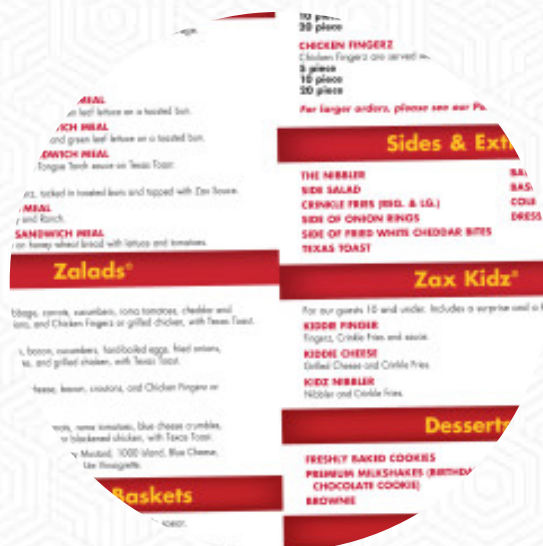 MEAL
leaf lettuce on a toasted bun.
MEAL
and green leaf lettuce on a toasted bun.
SANDWICH MEAL
Tongue Torch sauce on Texas Toast.
tucked in toasted buns and topped with Zax Sauce.
MEAL
and Ranch.
SANDWICH MEAL
on honey wheat bread with lettuce and tomatoes.
Zalads®
carrots, cucumbers, roma tomatoes, cheddar and
and Chicken Fingerz or grilled chicken, with Texas Toast.
bacon, cucumbers, hardboiled eggs, fried onions,
and grilled chicken, with Texas Toast.
bacon, croutons, and Chicken Fingerz or
roma tomatoes, blue cheese crumbles,
or blackened chicken, with Texas Toast.
Mustard, 1000 Island, Blue Cheese,
Lite Vinaigrette.
Baskets
10 piece
20 piece
CHICKEN FINGERZ
Chicken Fingerz are served
5 piece
10 piece
20 piece
For larger orders, please see our
Sides &
THE NIBBLER
SIDE SALAD
CRINKLE FRIES (REG. & LG.)
SIDE OF ONION RINGS
SIDE OF FRIED WHITE CHEDDAR BITES
TEXAS TOAST
COLE
DRESS
Zax Kidz®
For our guests 10 and under. Includes a surprise and a
KIDDIE FINGER
Fingerz, Crinkle Fries and sauce.
KIDDIE CHEESE
Grilled Cheese and Crinkle Fries.
KIDZ NIBBLER
Nibbler and Crinkle Fries.
Desserts
FRESHLY BAKED COOKIES
PREMIUM MILKSHAKES
CHOCOLATE COOKIE)
BROWNIE